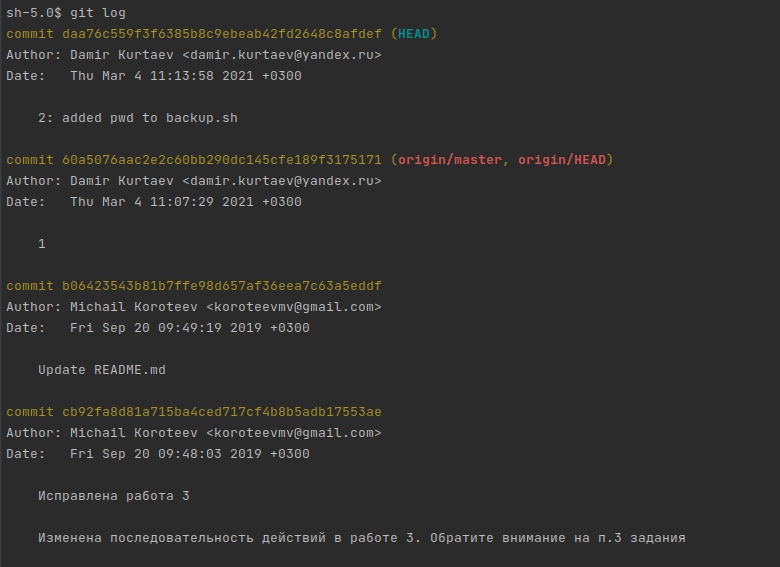 sh-5.0$ git log
commit daa76c559f3f6385b8c9ebeab42fd2648c8afdef (HEAD)
Author: Damir Kurtaev <damir.kurtaev@yandex.ru>
Date:   Thu Mar 4 11:13:58 2021 +0300
2: added pwd to backup.sh
commit 60a5076aac2e2c60bb290dc145cfe189f3175171 (origin/master, origin/HEAD)
Author: Damir Kurtaev <damir.kurtaev@yandex.ru>
Date:   Thu Mar 4 11:07:29 2021 +0300
1
commit b06423543b81b7ffe98d657af36eea7c63a5eddf
Author: Michail Koroteev <koroteevmv@gmail.com>
Date:   Fri Sep 20 09:49:19 2019 +0300
Update README.md
commit cb92fa8d81a715ba4ced717cf4b8b5adb17553ae
Author: Michail Koroteev <koroteevmv@gmail.com>
Date:   Fri Sep 20 09:48:03 2019 +0300
Исправлена работа 3
Изменена последовательность действий в работе 3. Обратите внимание на п.3 задания